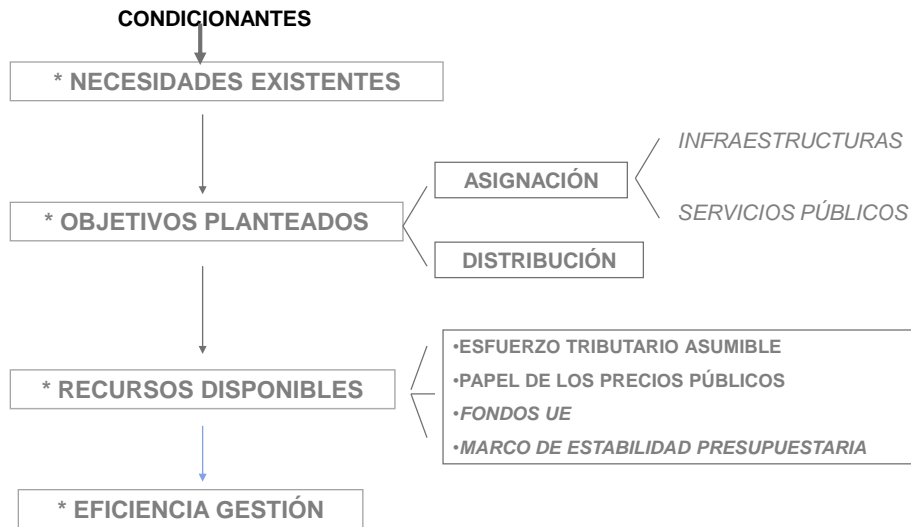 CONDICIONANTES
* NECESIDADES EXISTENTES
INFRAESTRUCTURAS
ASIGNACIÓN
SERVICIOS PÚBLICOS
* OBJETIVOS PLANTEADOS
DISTRIBUCIÓN
•ESFUERZO TRIBUTARIO ASUMIBLE
•PAPEL DE LOS PRECIOS PÚBLICOS
* RECURSOS DISPONIBLES
•FONDOS UE
•MARCO DE ESTABILIDAD PRESUPUESTARIA
* EFICIENCIA GESTIÓN